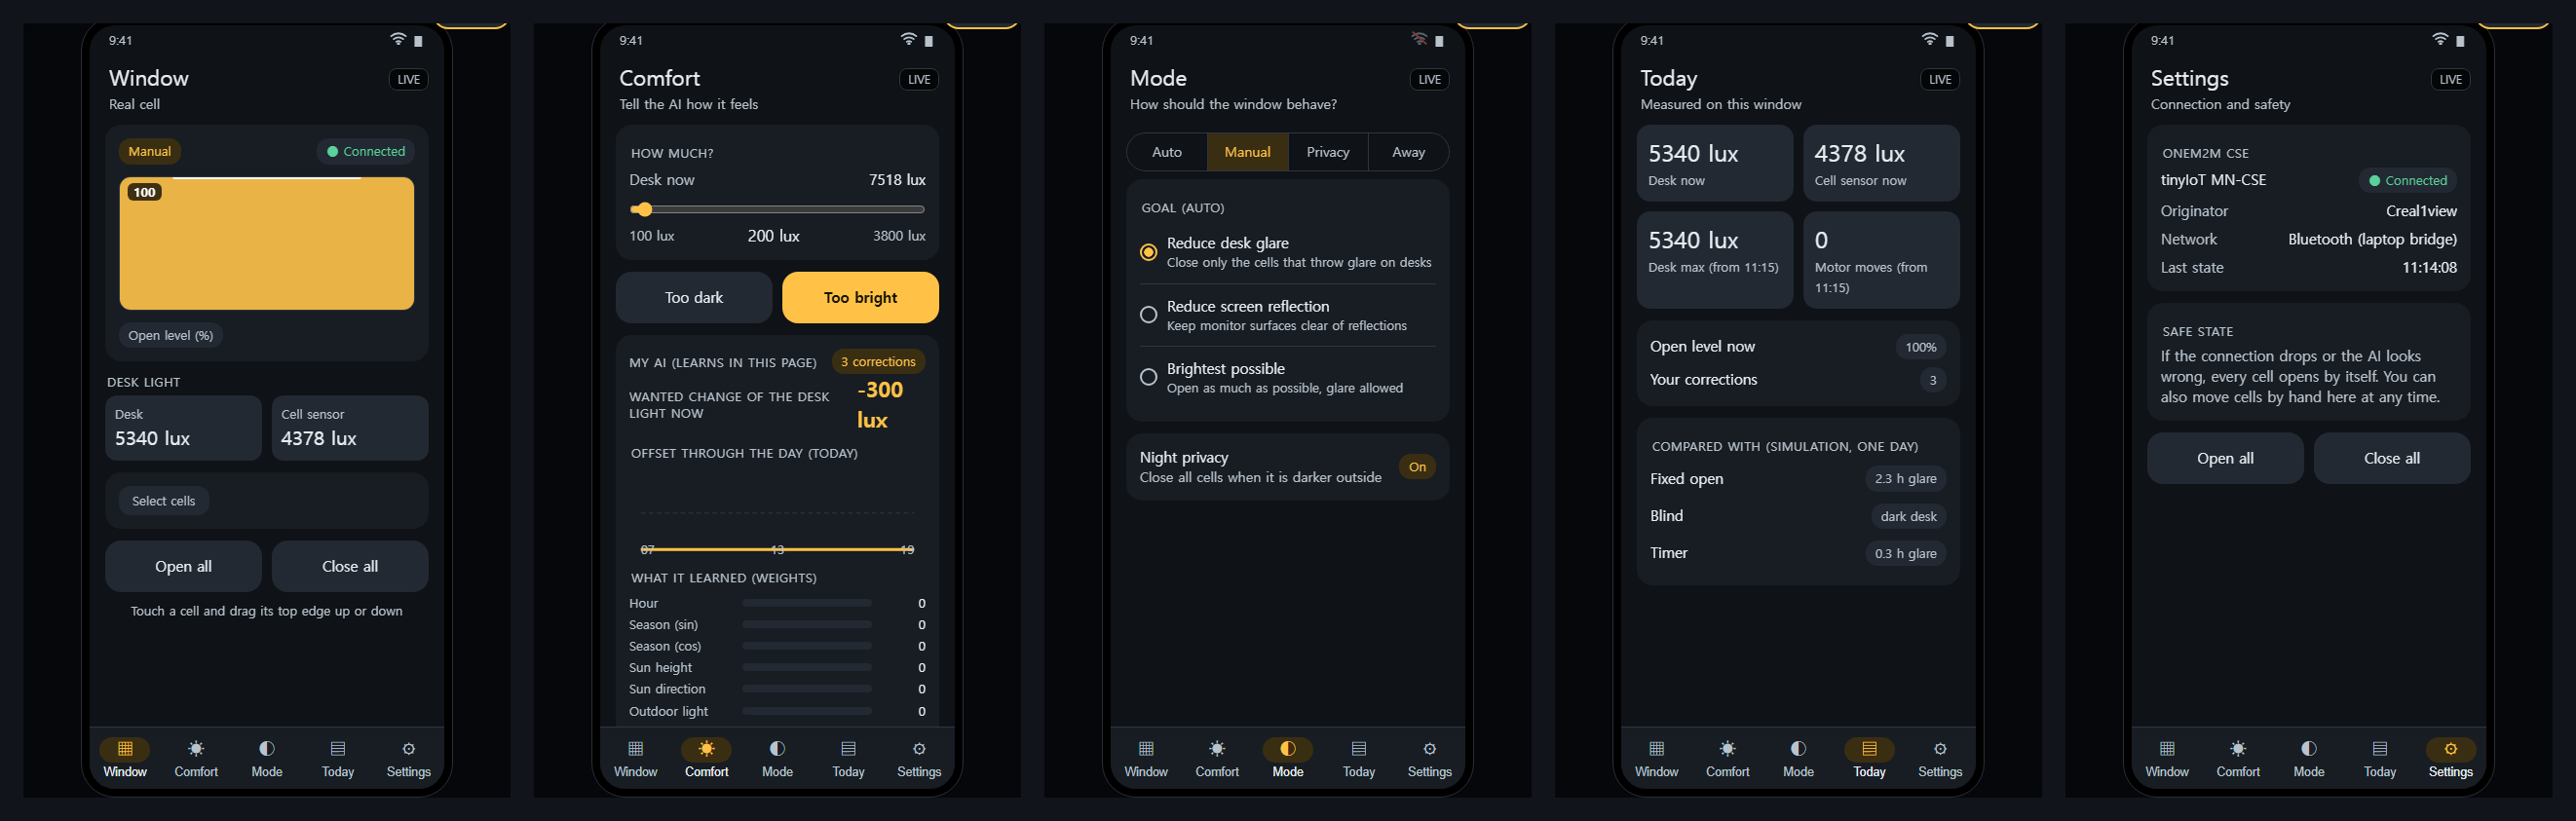 9:41
Window
LIVE
Real cell
Manual
Connected
100
Open level (%)
DESK LIGHT
Desk
5340 lux
Cell sensor
4378 lux
Select cells
Open all
Close all
Touch a cell and drag its top edge up or down
Window
Comfort
Mode
Today
Settings
9:41
Comfort
LIVE
Tell the AI how it feels
HOW MUCH?
Desk now
7518 lux
100 lux
200 lux
3800 lux
Too dark
Too bright
MY AI (LEARNS IN THIS PAGE)
3 corrections
WANTED CHANGE OF THE DESK
LIGHT NOW
-300
lux
OFFSET THROUGH THE DAY (TODAY)
07
13
19
WHAT IT LEARNED (WEIGHTS)
Hour
0
Season (sin)
0
Season (cos)
0
Sun height
0
Sun direction
0
Outdoor light
0
Window
Comfort
Mode
Today
Settings
9:41
Mode
LIVE
How should the window behave?
Auto
Manual
Privacy
Away
GOAL (AUTO)
Reduce desk glare
Close only the cells that throw glare on desks
Reduce screen reflection
Keep monitor surfaces clear of reflections
Brightest possible
Open as much as possible, glare allowed
Night privacy
Close all cells when it is darker outside
On
Window
Comfort
Mode
Today
Settings
9:41
Today
LIVE
Measured on this window
5340 lux
Desk now
4378 lux
Cell sensor now
5340 lux
Desk max (from 11:15)
0
Motor moves (from
11:15)
Open level now
100%
Your corrections
3
COMPARED WITH (SIMULATION, ONE DAY)
Fixed open
2.3 h glare
Blind
dark desk
Timer
0.3 h glare
Window
Comfort
Mode
Today
Settings
9:41
Settings
LIVE
Connection and safety
ONEM2M CSE
tinyIoT MN-CSE
Connected
Originator
Creal1view
Network
Bluetooth (laptop bridge)
Last state
11:14:08
SAFE STATE
If the connection drops or the AI looks
wrong, every cell opens by itself. You can
also move cells by hand here at any time.
Open all
Close all
Window
Comfort
Mode
Today
Settings